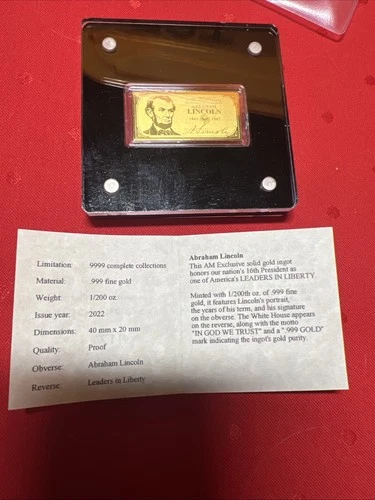 LINCOLN
Limitation: 9999 complete collections
Material: .999 fine gold
Weight: 1/200 oz.
Issue year: 2022
Dimensions: 40 mm x 20 mm
Quality: Proof
Obverse: Abraham Lincoln
Reverse: Leaders in Liberty
Abraham Lincoln
This AM Exclusive solid gold ingot
honors our nation's 16th President as
one of America's LEADERS IN LIBERTY.
Minted with 1/200th oz. of .999 fine
gold, it features Lincoln's portrait,
the years of his term, and his signature
on the obverse. The White House appears
on the reverse, along with the motto
"IN GOD WE TRUST" and a ".999 GOLD"
mark indicating the ingot's gold purity.